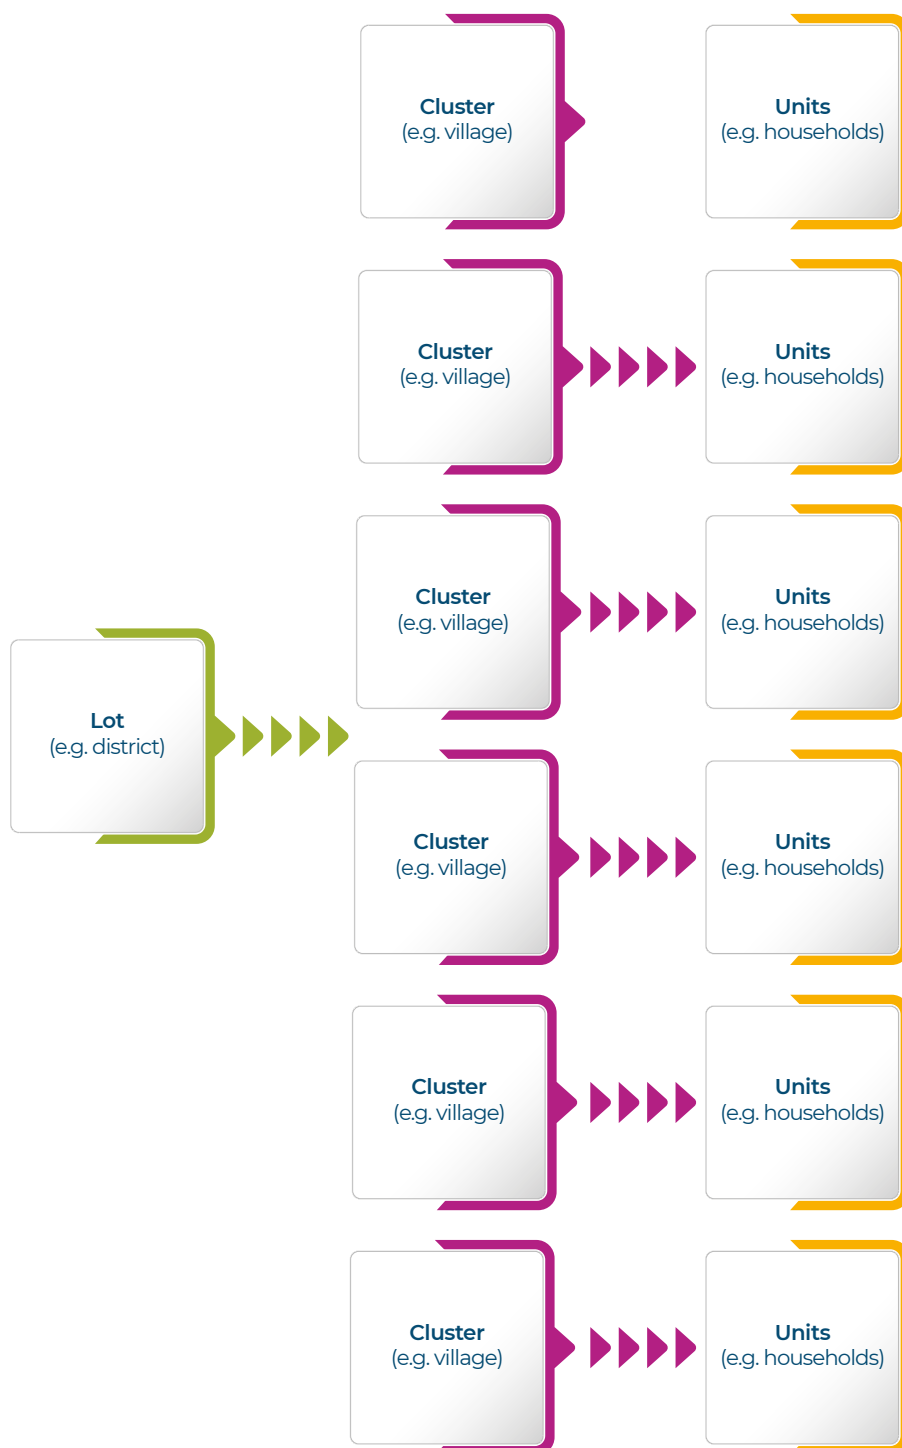 Cluster
(e.g. village)
Units
(e.g. households)
Cluster
(e.g. village)
Units
(e.g. households)
Cluster
(e.g. village)
Units
(e.g. households)
Lot
(e.g. district)
Cluster
(e.g. village)
Units
(e.g. households)
Cluster
(e.g. village)
Units
(e.g. households)
Cluster
(e.g. village)
Units
(e.g. households)